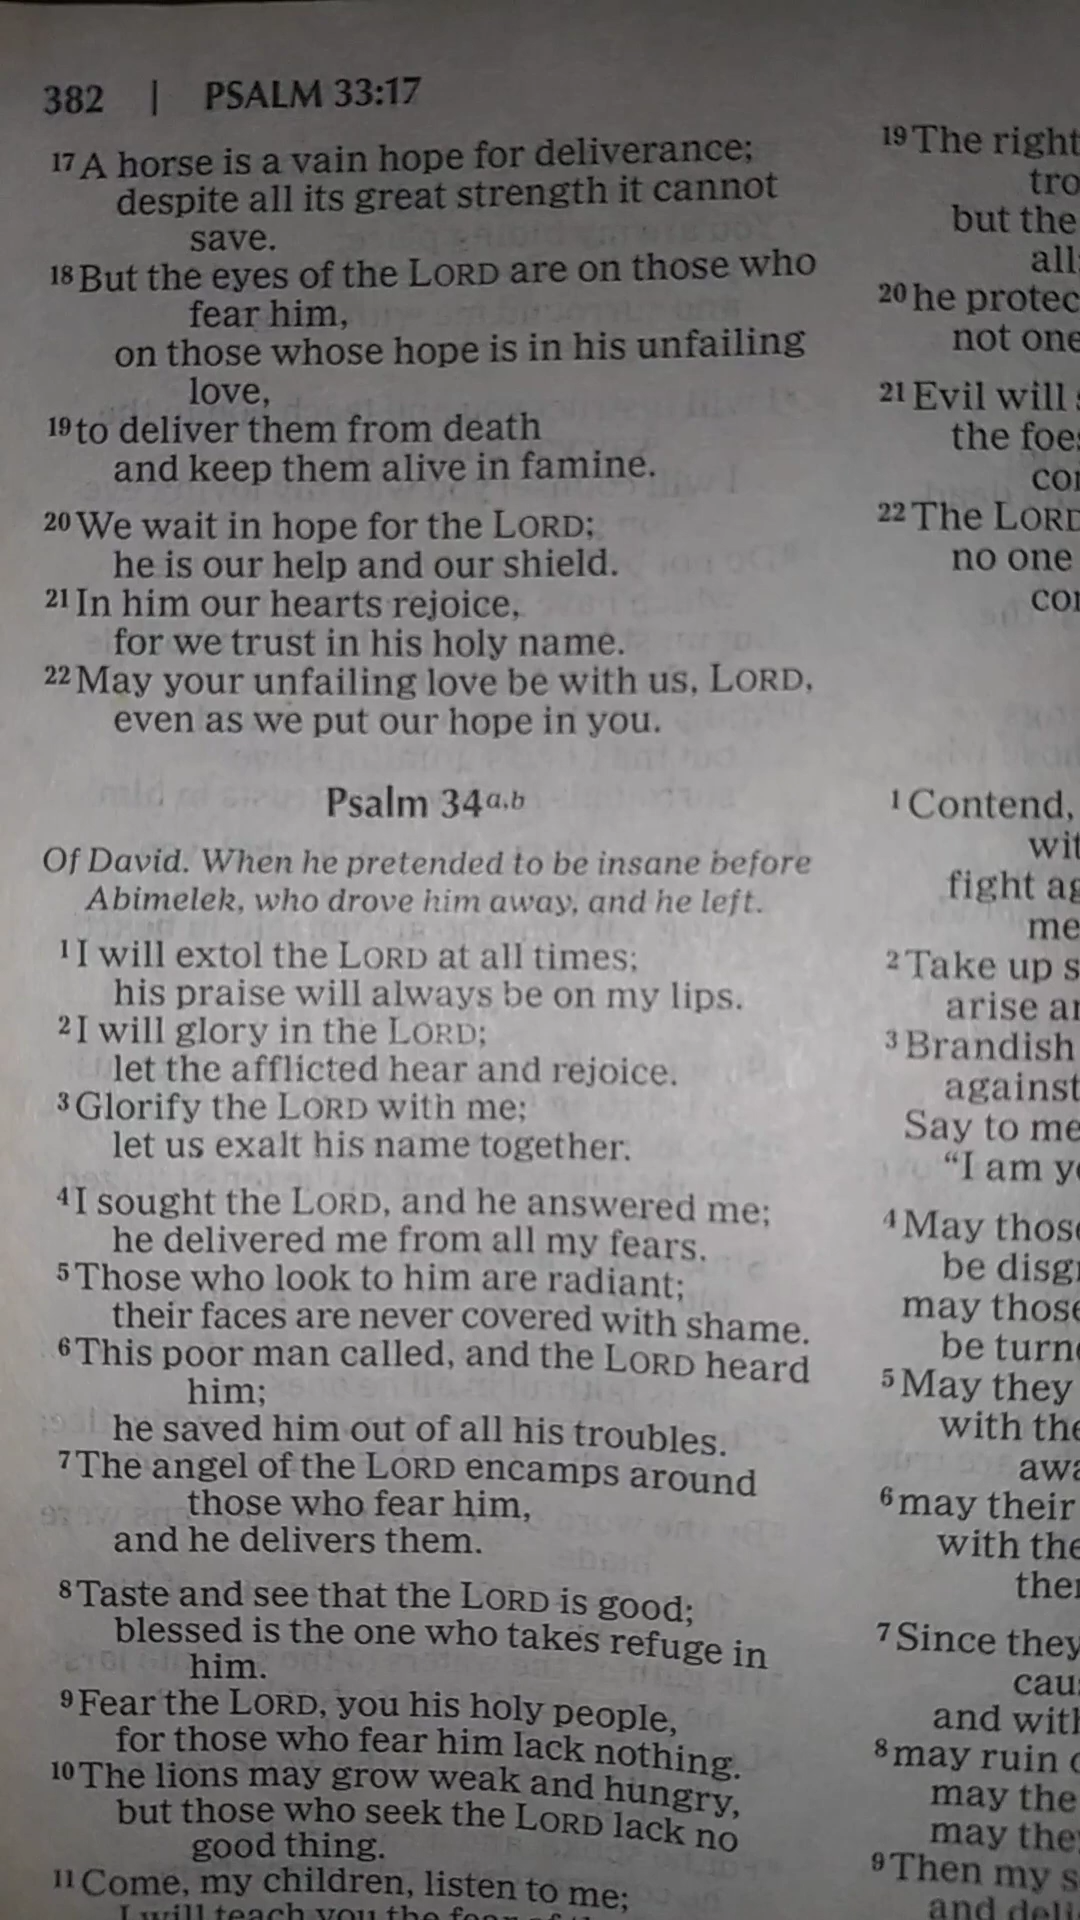 382 | PSALM 33:17
17 A horse is a vain hope for deliverance;
despite all its great strength it cannot
save.
18 But the eyes of the LORD are on those who
fear him,
on those whose hope is in his unfailing
love,
19 to deliver them from death
and keep them alive in famine.
20 We wait in hope for the LORD;
he is our help and our shield.
21 In him our hearts rejoice,
for we trust in his holy name.
22 May your unfailing love be with us, LORD,
even as we put our hope in you.
Psalm 34 a,b
Of David. When he pretended to be insane before
Abimelek, who drove him away, and he left.
1 I will extol the LORD at all times;
his praise will always be on my lips.
2 I will glory in the LORD;
let the afflicted hear and rejoice.
3 Glorify the LORD with me;
let us exalt his name together.
4 I sought the LORD, and he answered me;
he delivered me from all my fears.
5 Those who look to him are radiant;
their faces are never covered with shame.
6 This poor man called, and the LORD heard
him;
he saved him out of all his troubles.
7 The angel of the LORD encamps around
those who fear him,
and he delivers them.
8 Taste and see that the LORD is good;
blessed is the one who takes refuge in
him.
9 Fear the LORD, you his holy people,
for those who fear him lack nothing.
10 The lions may grow weak and hungry,
but those who seek the LORD lack no
good thing.
11 Come, my children, listen to me;
I will teach you the fear of the
19 The right
but the
all
20 he
not one
21 Evil will
the
22 The LORD
no one
1 Contend,
fight
me
2 Take up
arise
3 Brandish
against
Say to me
“I am
4 May
be
may those
be
5 May they
with the
6 may their
with the
7 Since they
and with
8 may ruin
may the
may
9 Then my
and